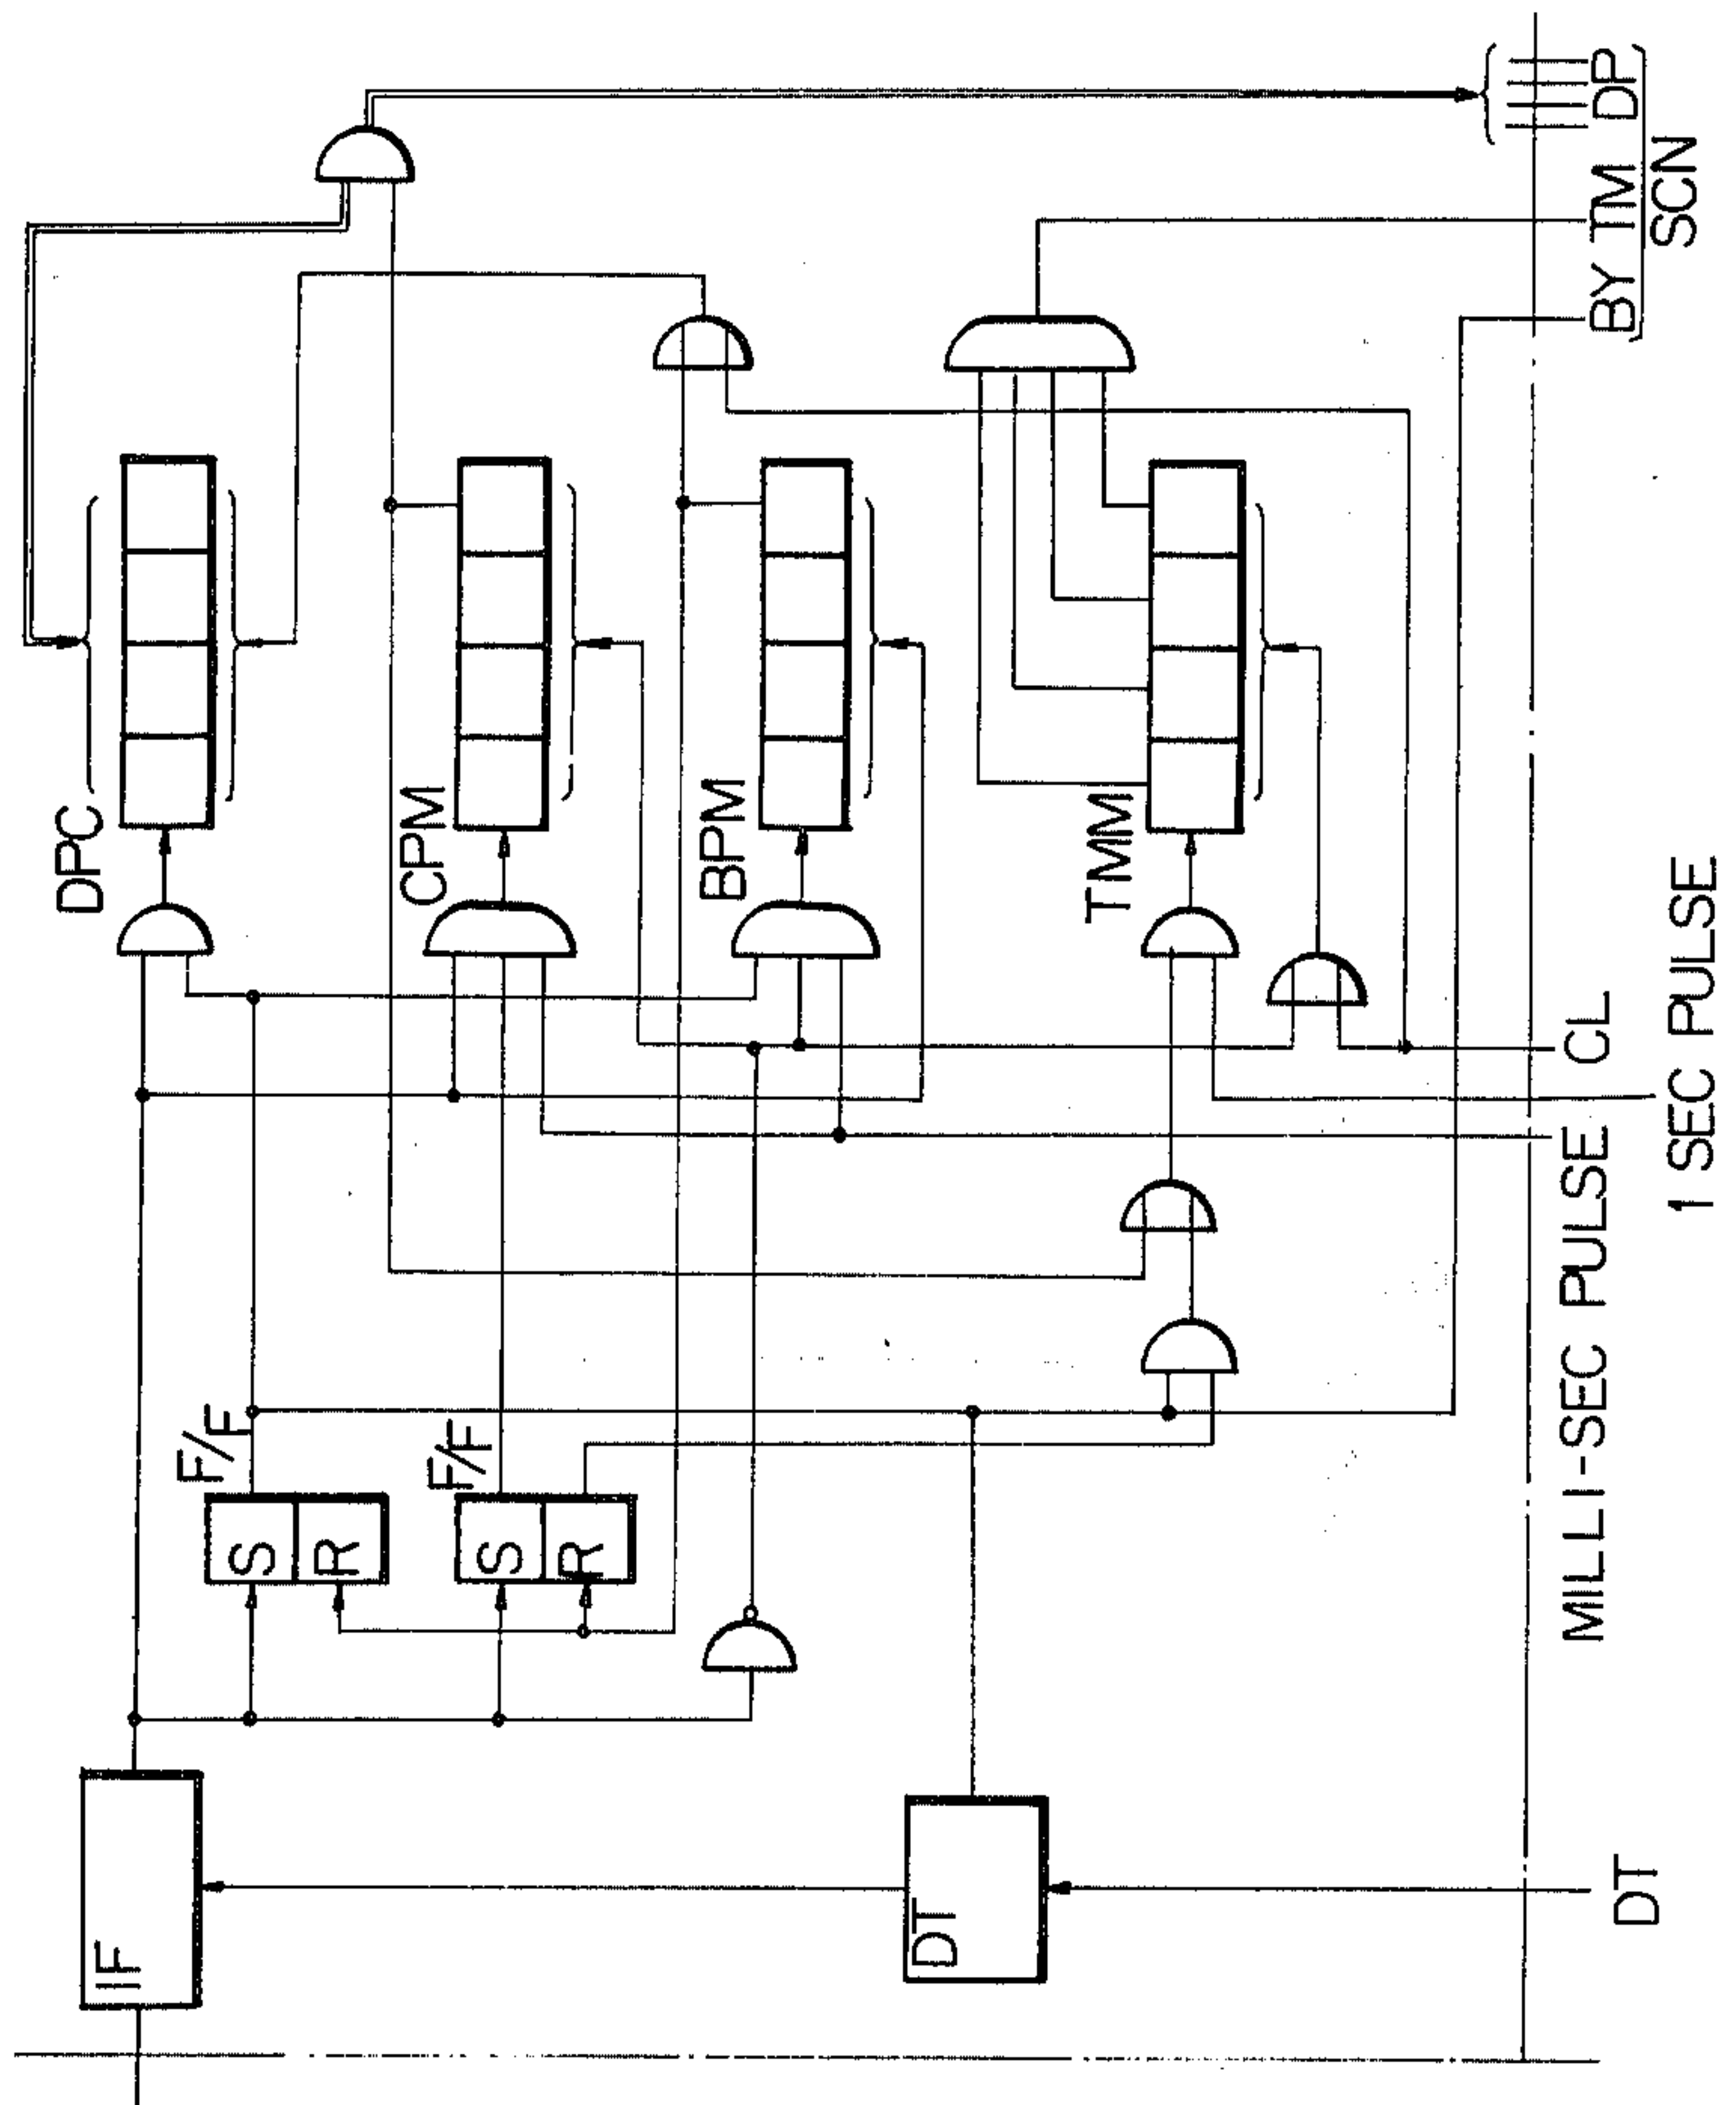 IF
F/F
S
R
F/F
S
R
DT
DPC
CPM
BPM
TMM
DT
MILLI-SEC PULSE
1 SEC PULSE
CL
BY TM DP
SCN